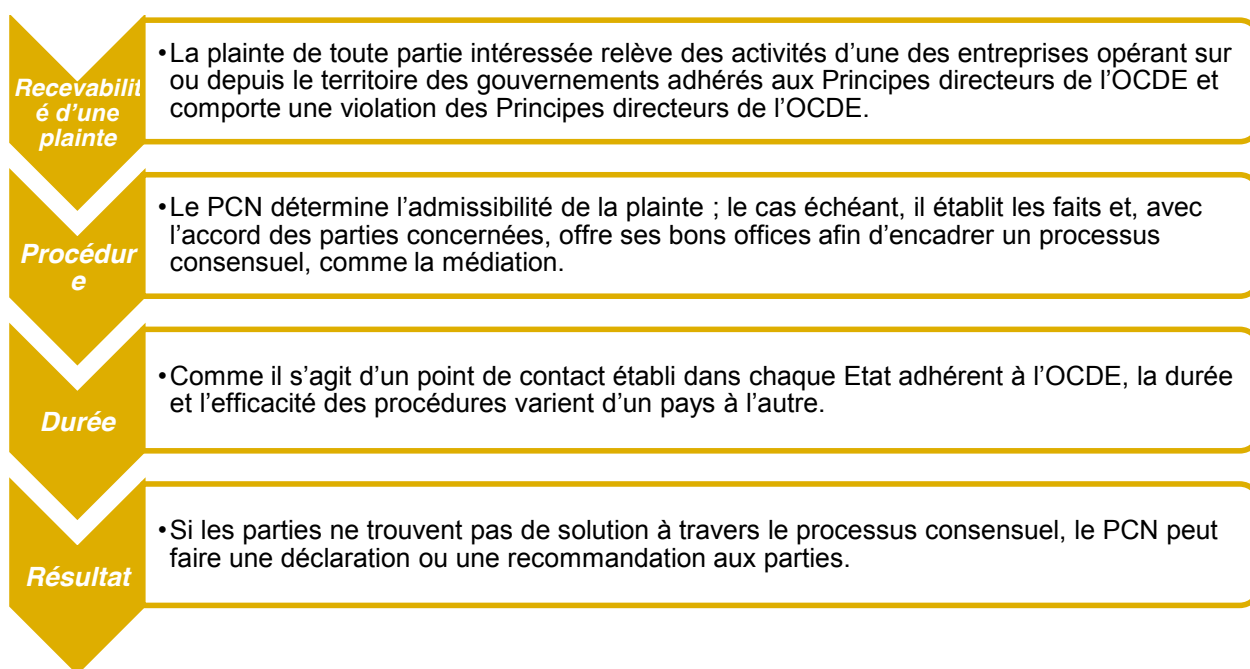 Recevabilit
é d’une
plainte
•La plainte de toute partie intéressée relève des activités d’une des entreprises opérant sur
ou depuis le territoire des gouvernements adhérés aux Principes directeurs de l’OCDE et
comporte une violation des Principes directeurs de l’OCDE.
Procédur
e
•Le PCN détermine l’admissibilité de la plainte ; le cas échéant, il établit les faits et, avec
l’accord des parties concernées, offre ses bons offices afin d’encadrer un processus
consensuel, comme la médiation.
Durée
•Comme il s’agit d’un point de contact établi dans chaque Etat adhérent à l’OCDE, la durée
et l’efficacité des procédures varient d’un pays à l’autre.
Résultat
•Si les parties ne trouvent pas de solution à travers le processus consensuel, le PCN peut
faire une déclaration ou une recommandation aux parties.